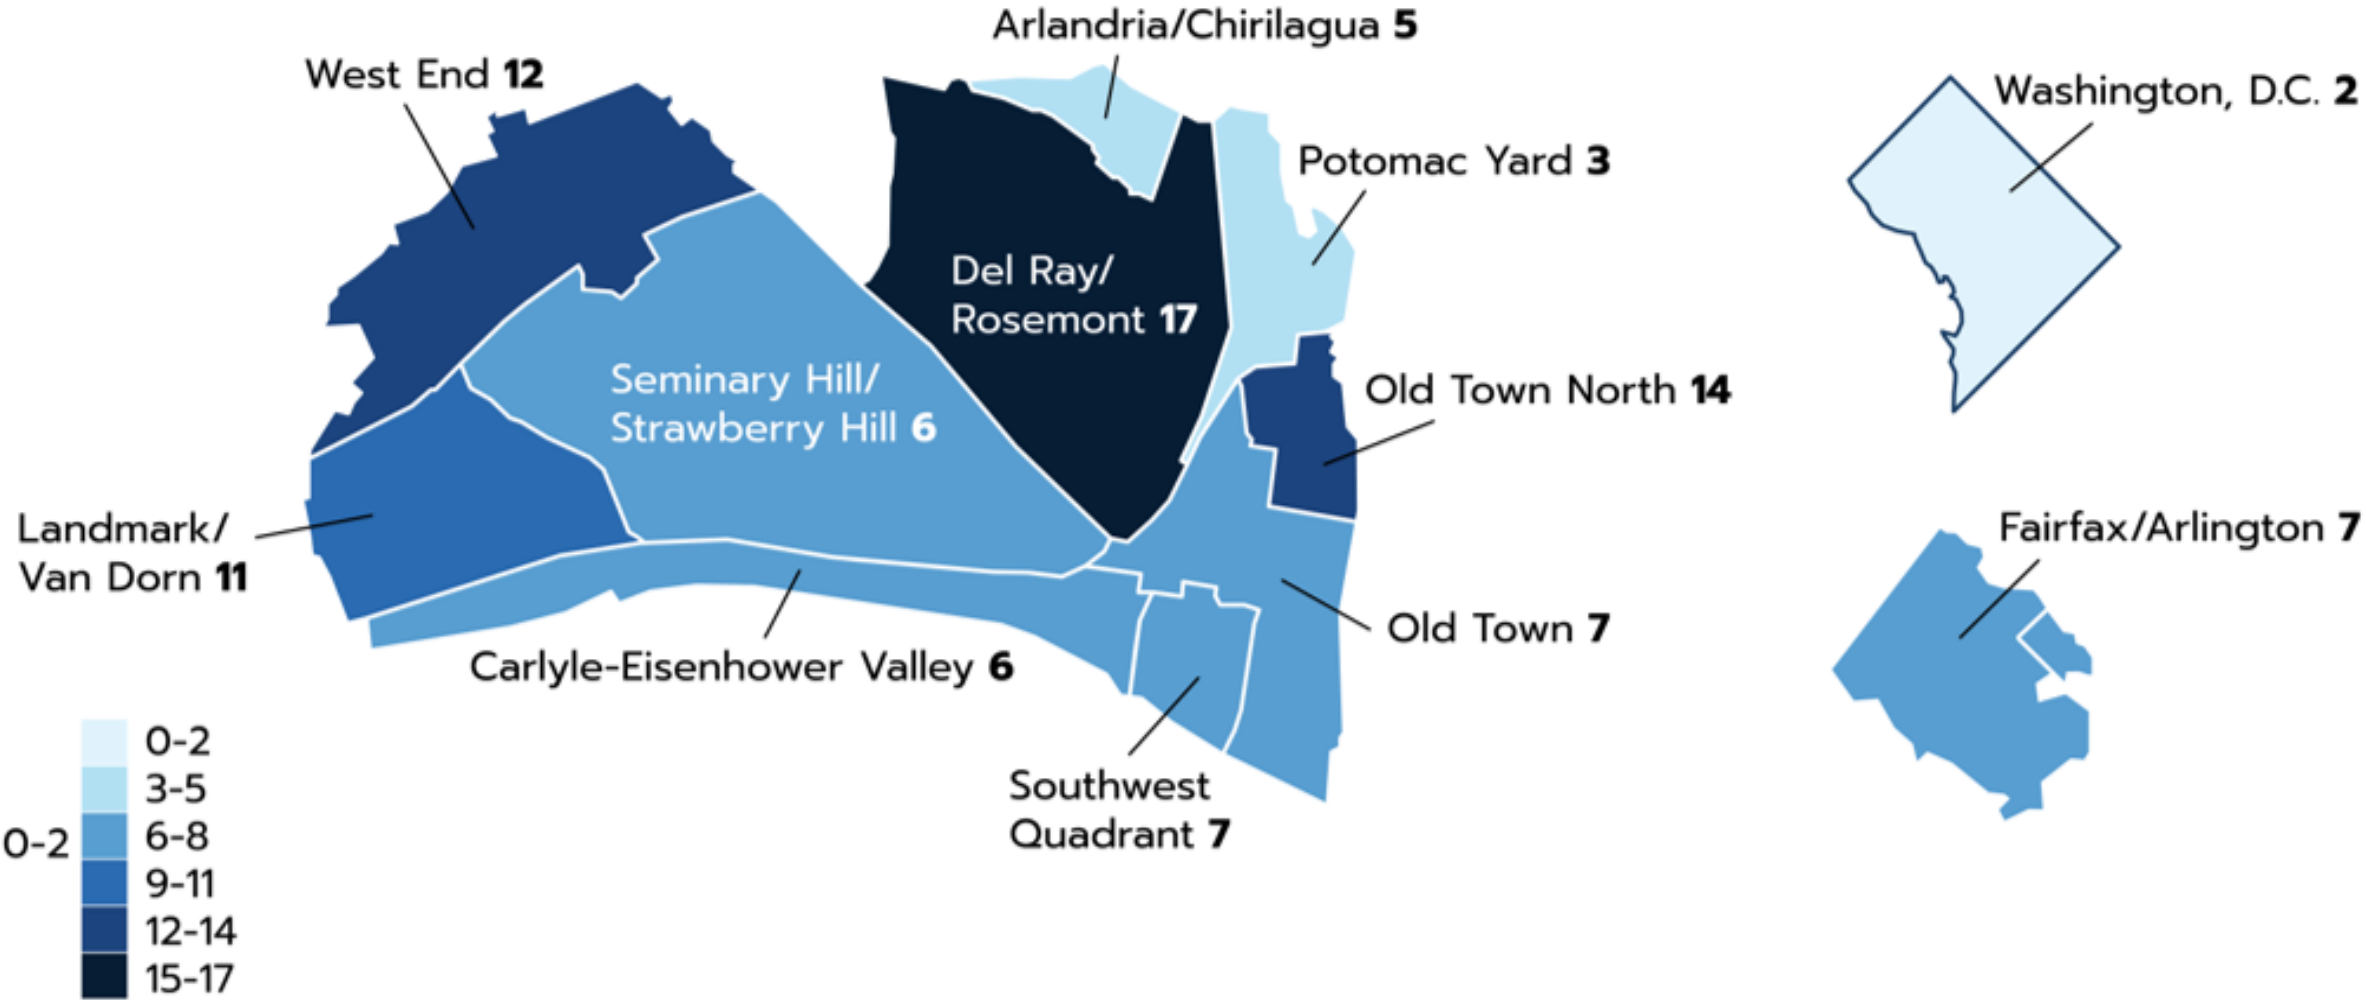 Arlandria/Chirilagua 5
West End 12
Washington, D.C. 2
Potomac Yard 3
Del Ray/
Rosemont 17
Seminary Hill/
Strawberry Hill 6
Old Town North 14
Landmark/
Van Dorn 11
Fairfax/Arlington 7
Old Town 7
Carlyle-Eisenhower Valley 6
Southwest
Quadrant 7
0-2
0-2
3-5
6-8
9-11
12-14
15-17